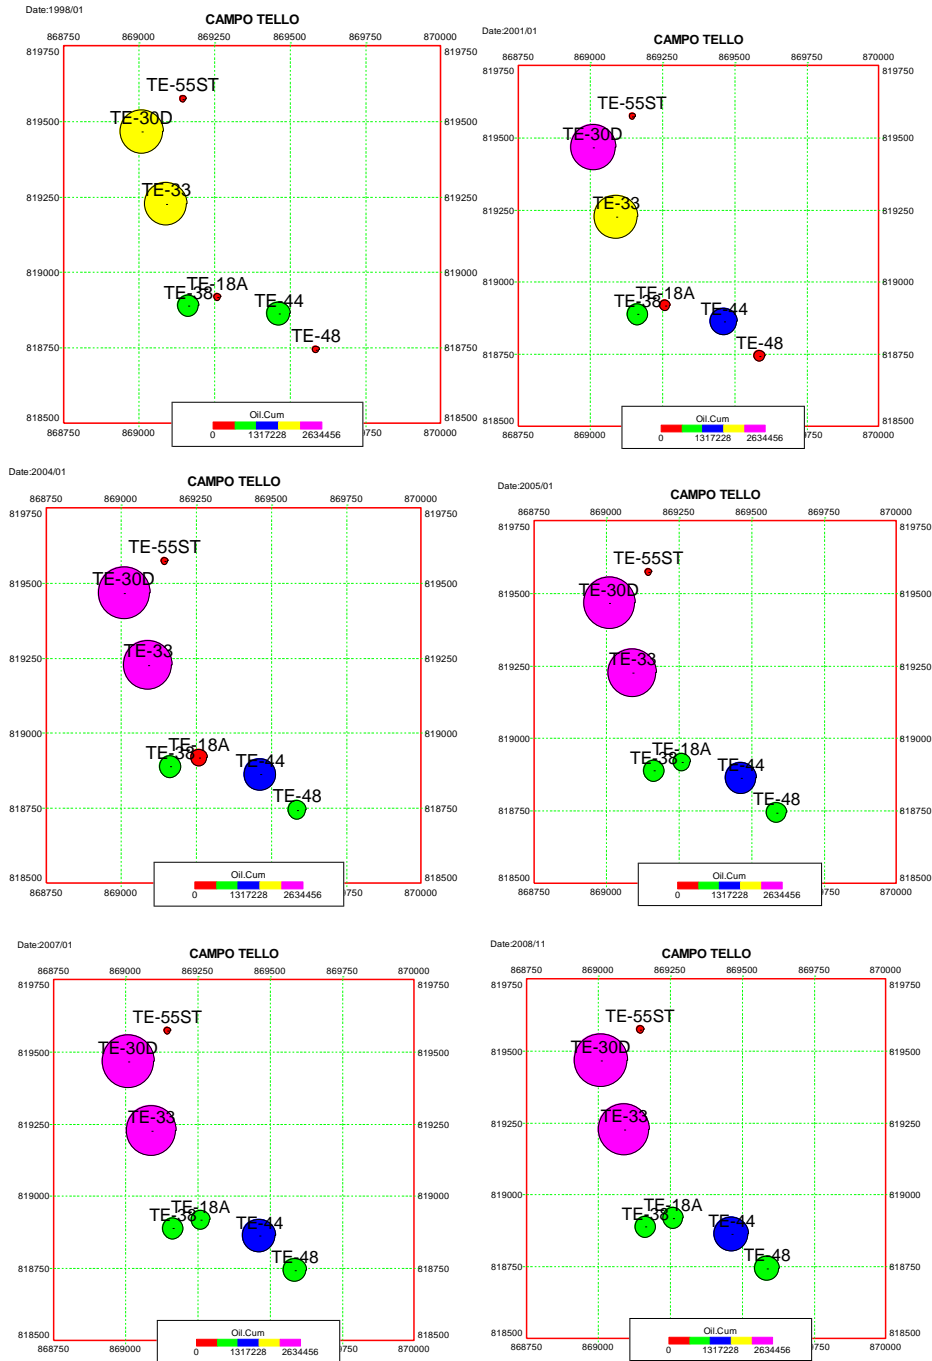 Date:1998/01
CAMPO TELLO
868750 869000 869250 869500 869750 870000
819750 819750
TE-55ST
TE-30D
819500 819500
TE-33
819250 819250
819000 819000
TE-18A
TE-38 TE-44
TE-48
818750 818750
818500 818500
Oil.Cum
0 1317228 2634456
868750 869000 869250 869500 869750 870000
Date:2001/01
CAMPO TELLO
868750 869000 869250 869500 869750 870000
819750 819750
TE-55ST
TE-30D
819500 819500
TE-33
819250 819250
819000 819000
TE-18A
TE-38 TE-44
TE-48
818750 818750
818500 818500
Oil.Cum
0 1317228 2634456
868750 869000 869750 870000
Date:2004/01
CAMPO TELLO
868750 869000 869250 869500 869750 870000
819750 819750
TE-55ST
TE-30D
819500 819500
TE-33
819250 819250
819000 819000
TE-18A
TE-38 TE-44
TE-48
818750 818750
818500 818500
Oil.Cum
0 1317228 2634456
868750 869000 869750 870000
Date:2005/01
CAMPO TELLO
868750 869000 869250 869500 869750 870000
819750 819750
TE-55ST
TE-30D
819500 819500
TE-33
819250 819250
819000 819000
TE-18A
TE-38 TE-44
TE-48
818750 818750
818500 818500
Oil.Cum
0 1317228 2634456
868750 869000 869750 870000
Date:2007/01
CAMPO TELLO
868750 869000 869250 869500 869750 870000
819750 819750
TE-55ST
TE-30D
819500 819500
TE-33
819250 819250
819000 819000
TE-18A
TE-38 TE-44
TE-48
818750 818750
818500 818500
Oil.Cum
0 1317228 2634456
868750 869000 869750 870000
Date:2008/11
CAMPO TELLO
868750 869000 869250 869500 869750 870000
819750 819750
TE-55ST
TE-30D
819500 819500
TE-33
819250 819250
819000 819000
TE-18A
TE-38 TE-44
TE-48
818750 818750
818500 818500
Oil.Cum
0 1317228 2634456
868750 869000 869750 870000